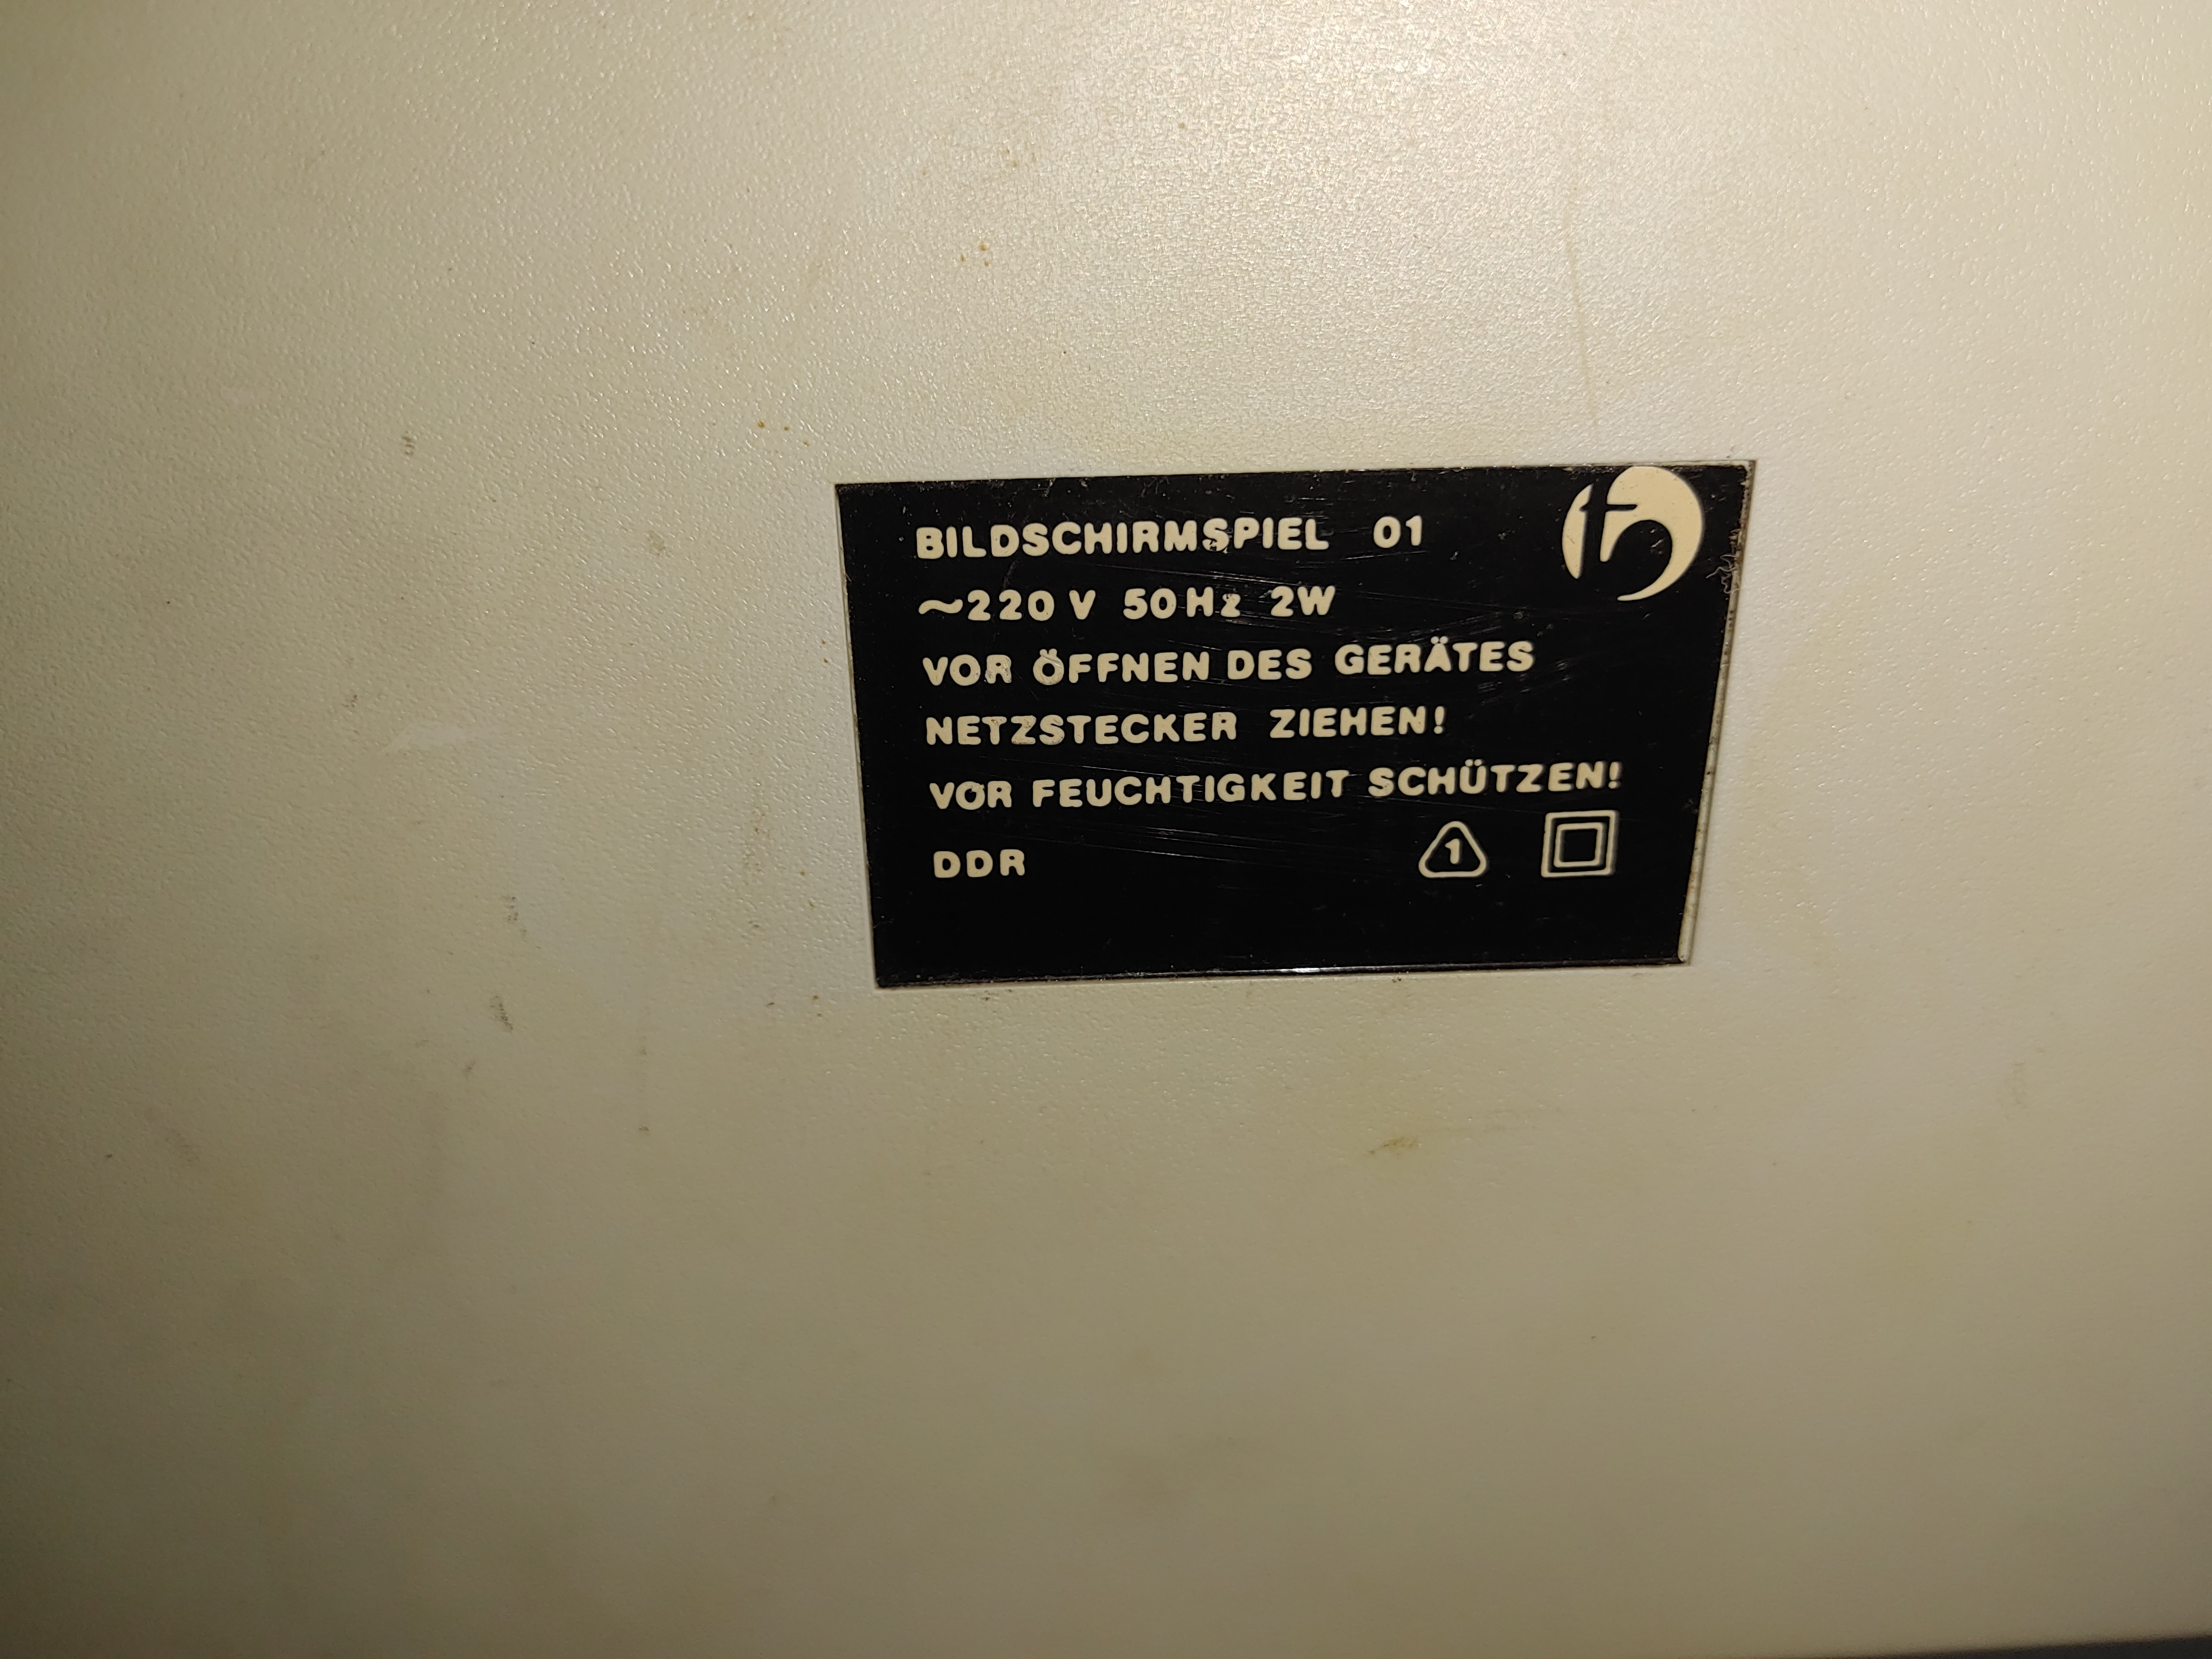 BILDSCHIRMSPIEL 01
~220 V 50 Hz 2W
VOR ÖFFNEN DES GERÄTES
NETZSTECKER ZIEHEN!
VOR FEUCHTIGKEIT SCHÜTZEN!
DDR 1